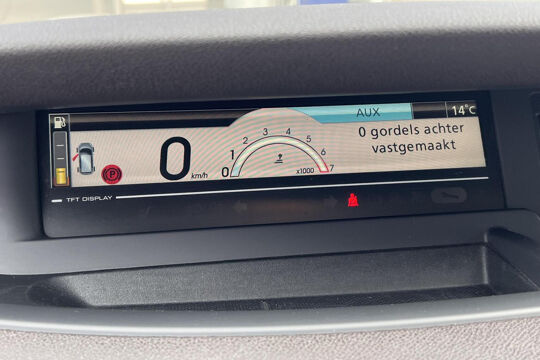 AUX
14°C
0 gordels achter
vastgemaakt
0 km/h
0 1 2 3 4 5 6 7
x1000
P
TFT DISPLAY